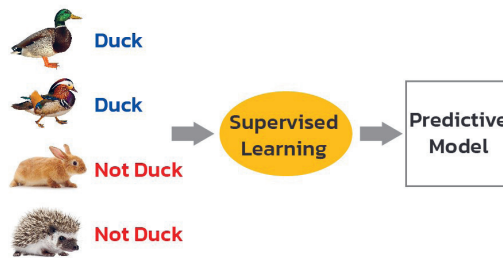 Duck
Duck
Not Duck
Not Duck
Supervised
Learning
Predictive
Model